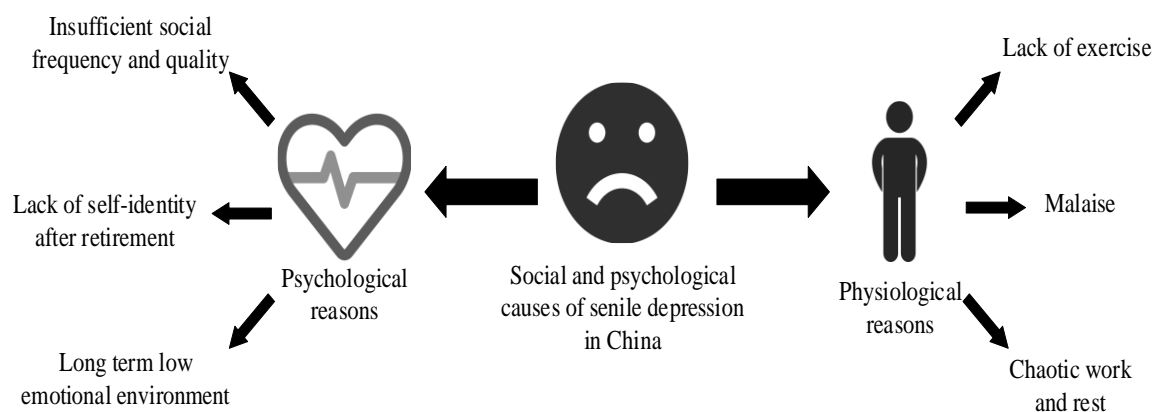 Insufficient social
frequency and quality
Lack of self-identity
after retirement
Long term low
emotional environment
Psychological
reasons
Social and psychological
causes of senile depression
in China
Physiological
reasons
Lack of exercise
Malaise
Chaotic work
and rest